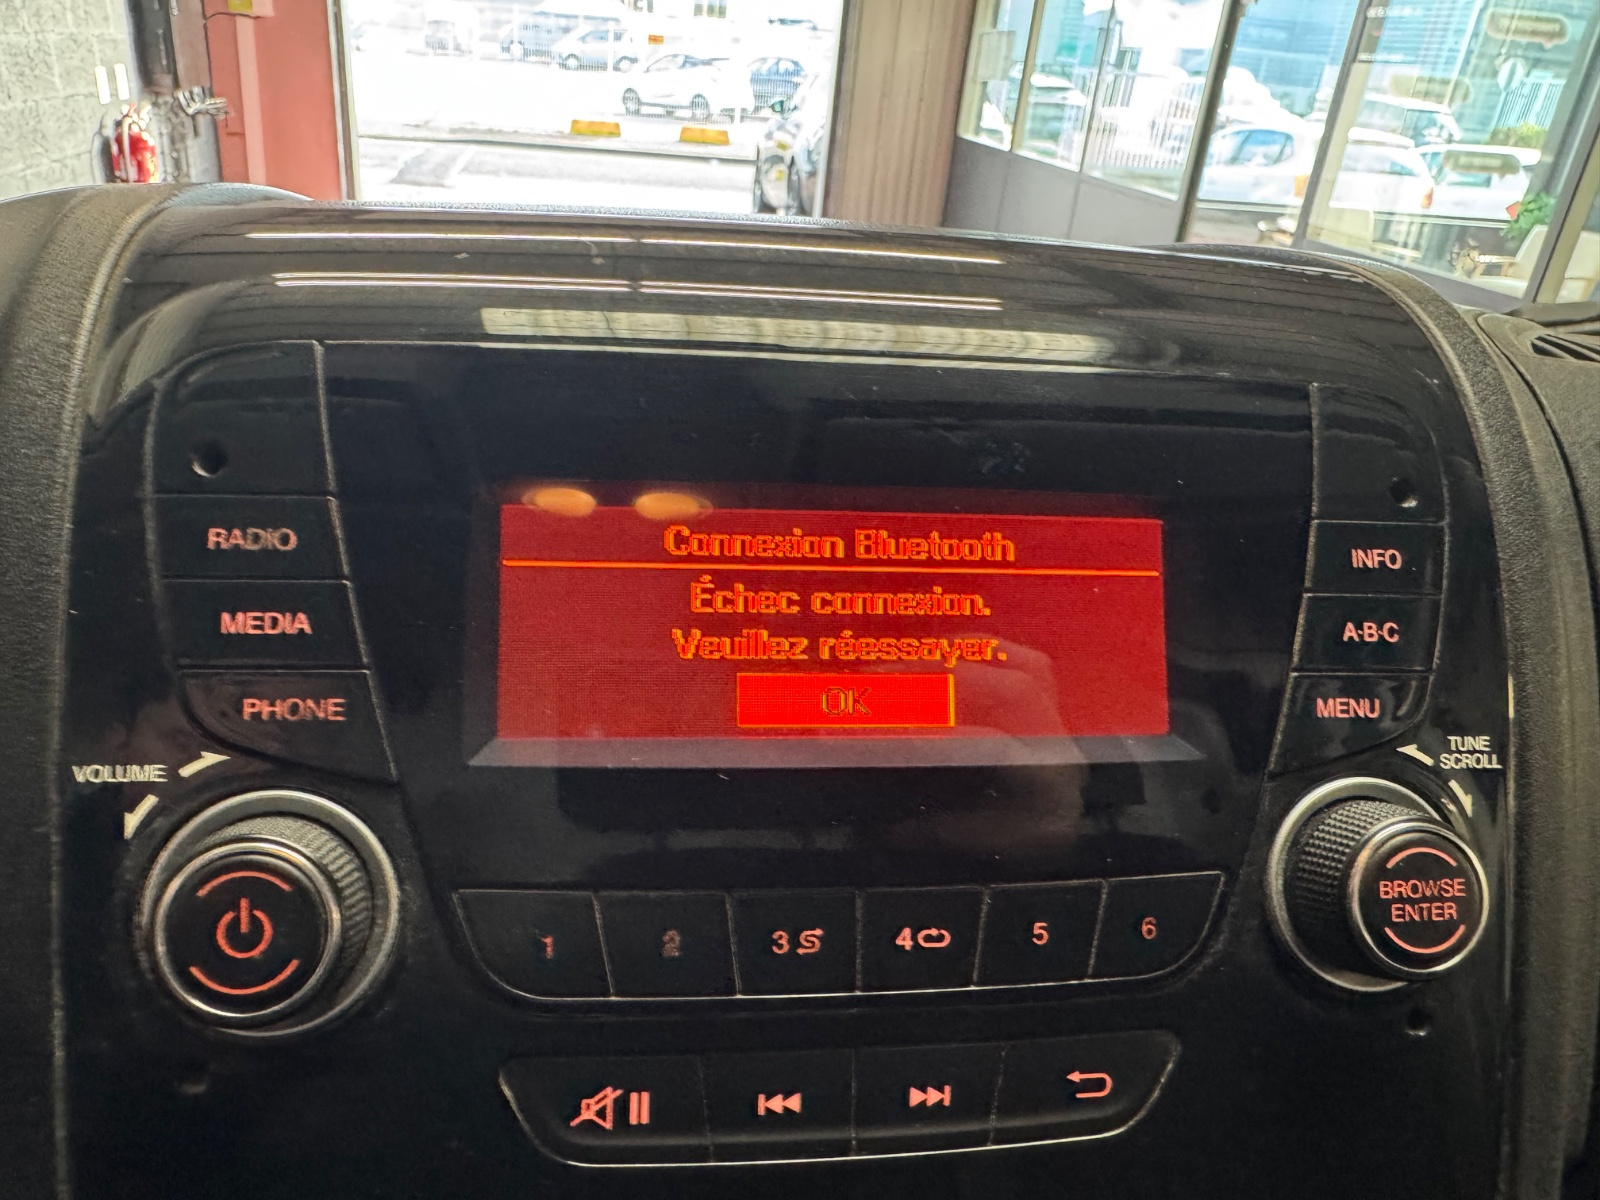 Connexion Bluetooth
Échec connexion.
Veuillez réessayer.
OK
RADIO
MEDIA
PHONE
VOLUME
INFO
A·B·C
MENU
TUNE
SCROLL
BROWSE
ENTER
1
2
3
4
5
6